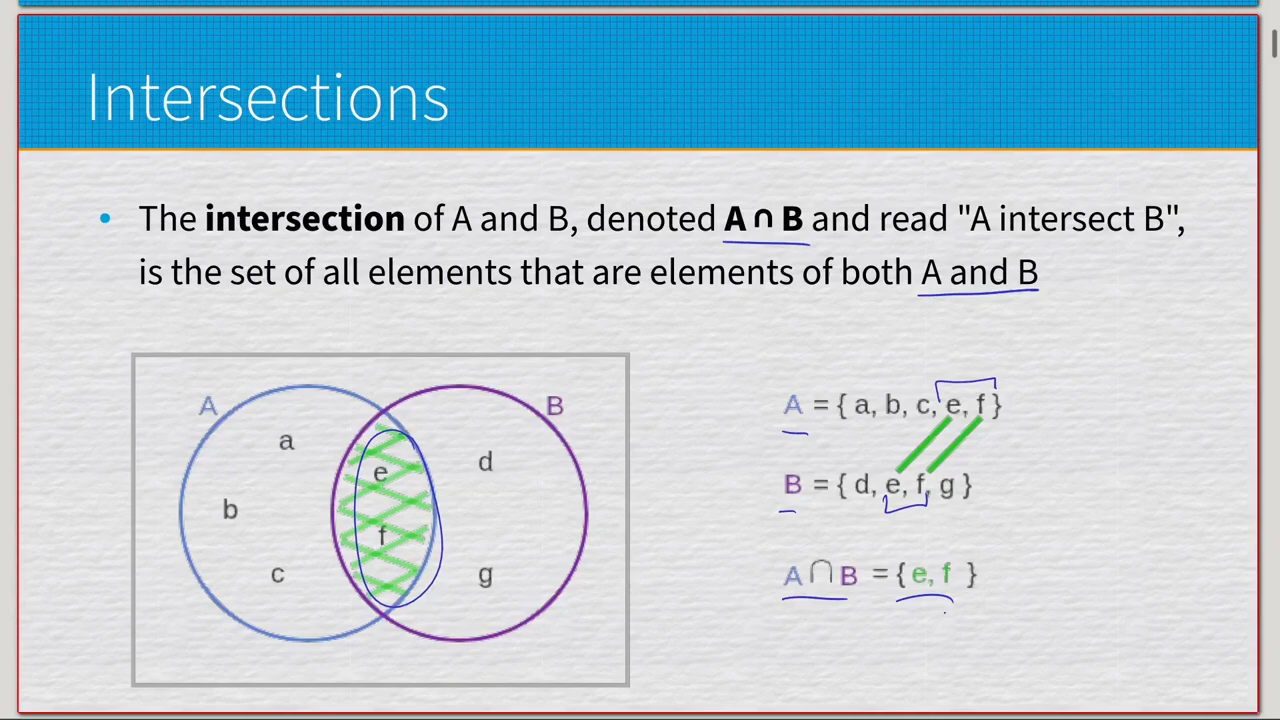 Intersections
• The intersection of A and B, denoted A ∩ B and read "A intersect B",
is the set of all elements that are elements of both A and B
A
B
a
b
c
e
f
d
g
A = { a, b, c, e, f }
B = { d, e, f, g }
A ∩ B = { e, f }